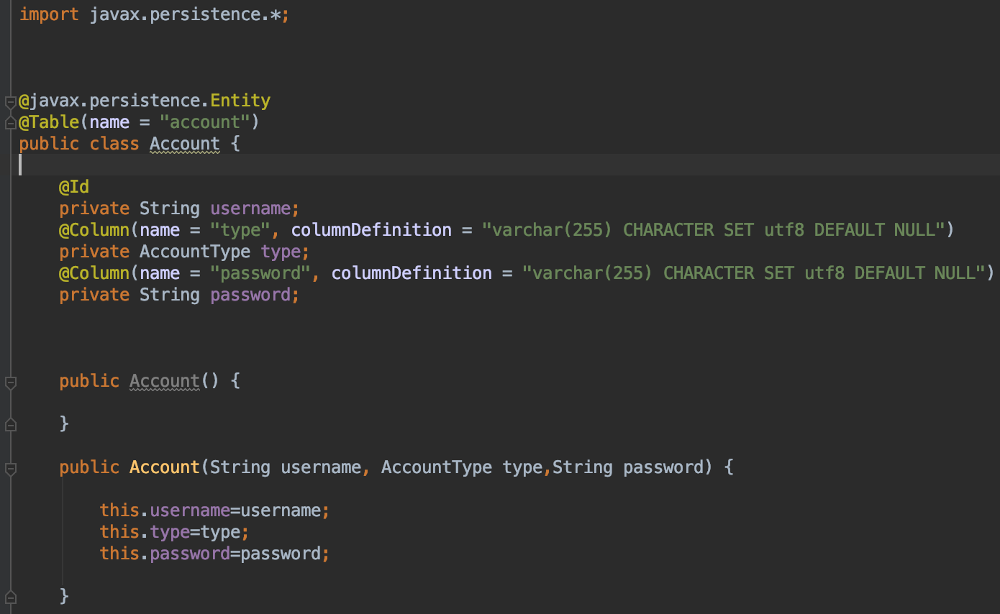 import javax.persistence.*;
@javax.persistence.Entity
@Table(name = "account")
public class Account {
@Id
private String username;
@Column(name = "type", columnDefinition = "varchar(255) CHARACTER SET utf8 DEFAULT NULL")
private AccountType type;
@Column(name = "password", columnDefinition = "varchar(255) CHARACTER SET utf8 DEFAULT NULL")
private String password;
public Account() {
}
public Account(String username, AccountType type,String password) {
this.username=username;
this.type=type;
this.password=password;
}